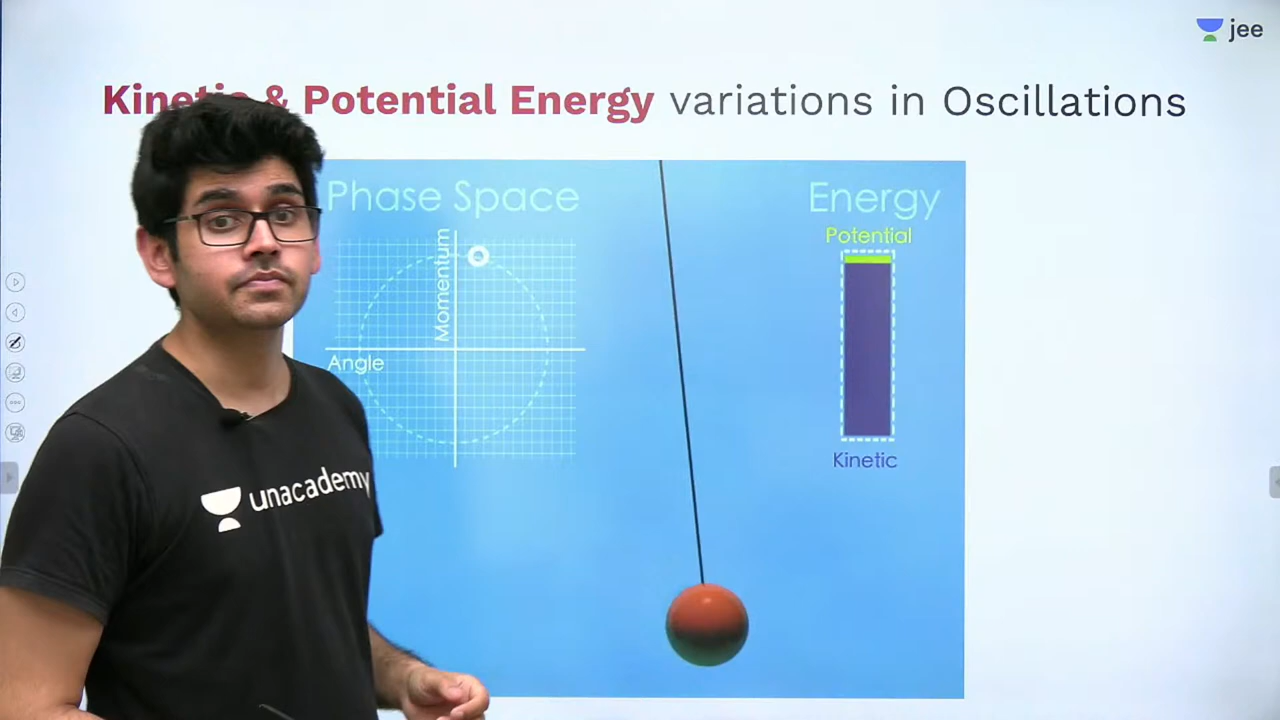 jee
Kinetic & Potential Energy variations in Oscillations
Phase Space
Energy
Potential
Momentum
Angle
Kinetic
unacademy